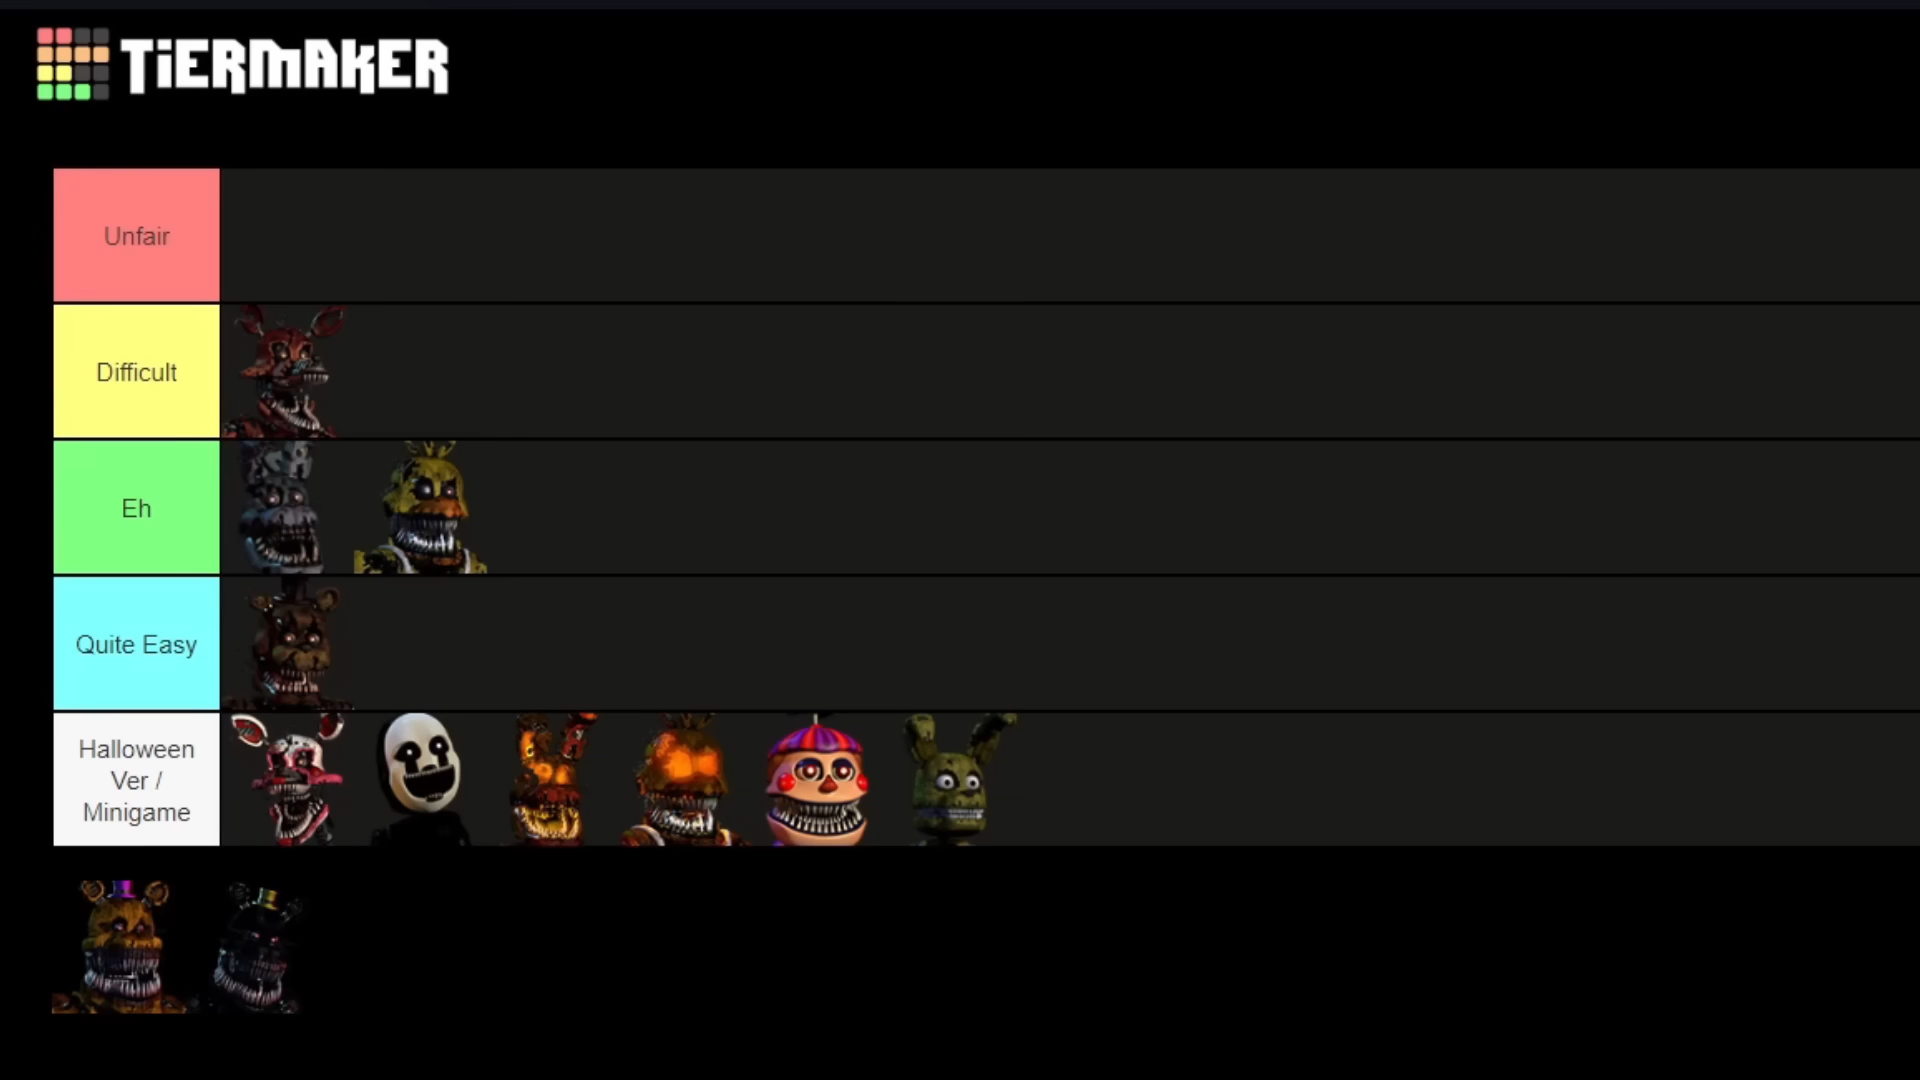 TiERMAKER
Unfair
Difficult
Eh
Quite Easy
Halloween
Ver /
Minigame